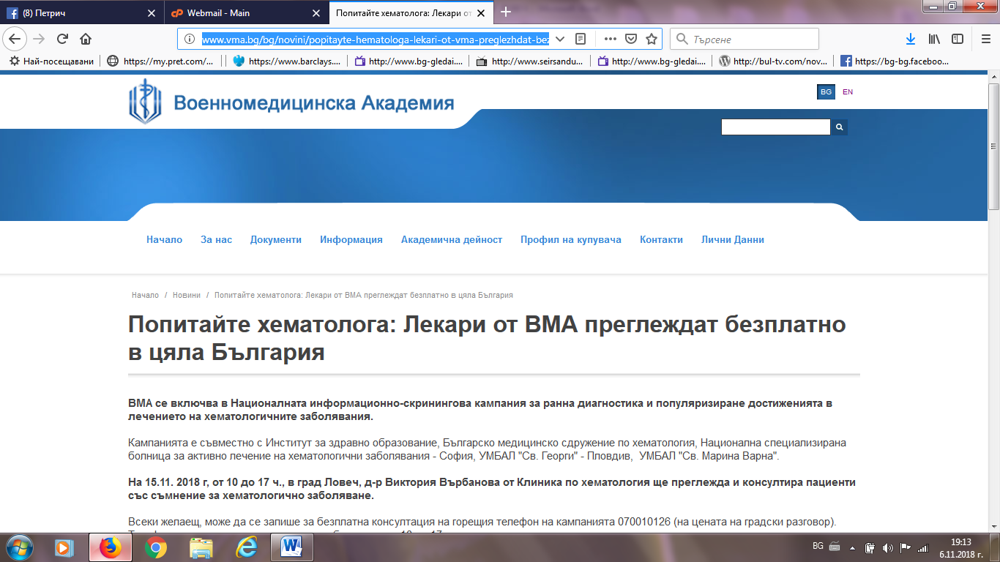 (8) Петрич
Webmail - Main
Попитайте хематолога: Лекари от
www.vma.bg/bg/novini/popitayte-hematologa-lekari-ot-vma-preglezhdat-bez
Търсене
Най-посещавани
https://my.pret.com/...
https://www.barclays....
http://www.bg-gledai....
http://www.seirsandu...
http://www.bg-gledai....
http://bul-tv.com/nov...
https://bg-bg.faceboo...
Военномедицинска Академия
BG EN
Начало За нас Документи Информация Академична дейност Профил на купувача Контакти Лични Данни
Начало / Новини / Попитайте хематолога: Лекари от ВМА преглеждат безплатно в цяла България
Попитайте хематолога: Лекари от ВМА преглеждат безплатно
в цяла България
ВМА се включва в Националната информационно-скринингова кампания за ранна диагностика и популяризиране достиженията в
лечението на хематологичните заболявания.
Кампанията е съвместно с Институт за здравно образование, Българско медицинско сдружение по хематология, Национална специализирана
болница за активно лечение на хематологични заболявания - София, УМБАЛ "Св. Георги" - Пловдив, УМБАЛ "Св. Марина Варна".
На 15.11. 2018 г, от 10 до 17 ч., в град Ловеч, д-р Виктория Върбанова от Клиника по хематология ще преглежда и консултира пациенти
със съмнение за хематологично заболяване.
Всеки желаещ, може да се запише за безплатна консултация на горещия телефон на кампанията 070010126 (на цената на градски разговор).
BG
19:13
6.11.2018 г.